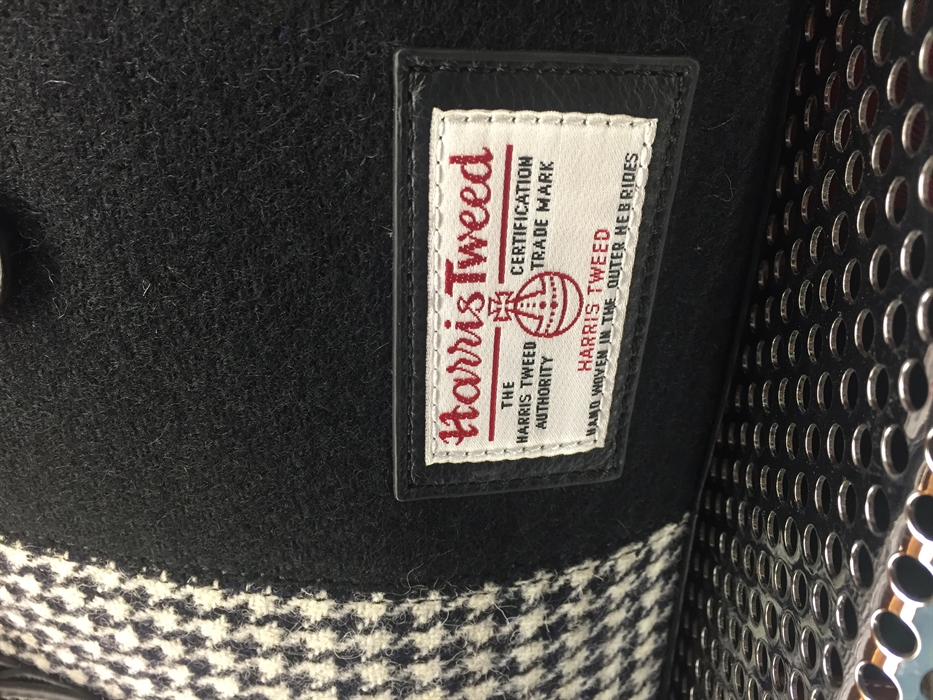 Harris Tweed
THE
HARRIS TWEED
AUTHORITY
CERTIFICATION
TRADE MARK
HARRIS TWEED
HAND WOVEN IN THE OUTER HEBRIDES